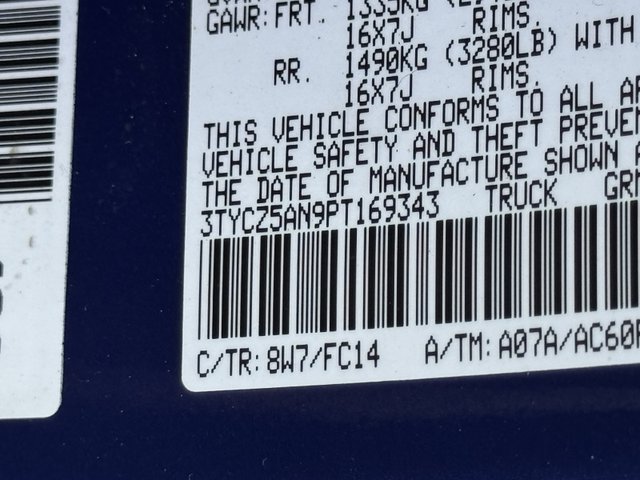 GAWR: FRT. 1335KG
16X7J RIMS.
RR. 1490KG (3280LB) WITH
16X7J RIMS.
THIS VEHICLE CONFORMS TO ALL
VEHICLE SAFETY AND THEFT
THE DATE OF MANUFACTURE SHOWN
3TYCZ5AN9PT169343 TRUCK
C/TR: 8W7/FC14 A/TM: A07A/AC60